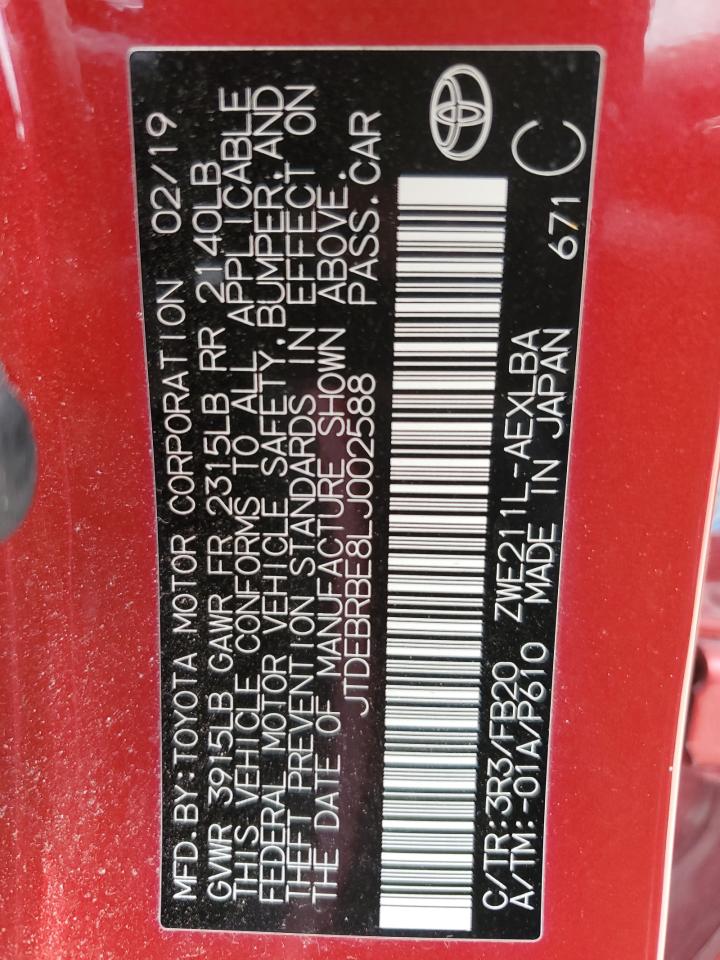 MFD.BY:TOYOTA MOTOR CORPORATION 02/19
GVWR 3915LB GAWR FR 2315LB RR 2140LB
THIS VEHICLE CONFORMS TO ALL APPLICABLE
FEDERAL MOTOR VEHICLE SAFETY,BUMPER,AND
THEFT PREVENTION STANDARDS IN EFFECT ON
THE DATE OF MANUFACTURE SHOWN ABOVE.
JTDEBRBE8LJ002588 PASS.CAR
C/TR:3R3/FB20 ZWE211L-AEXLBA 671 C
A/TM:-01A/P610 MADE IN JAPAN